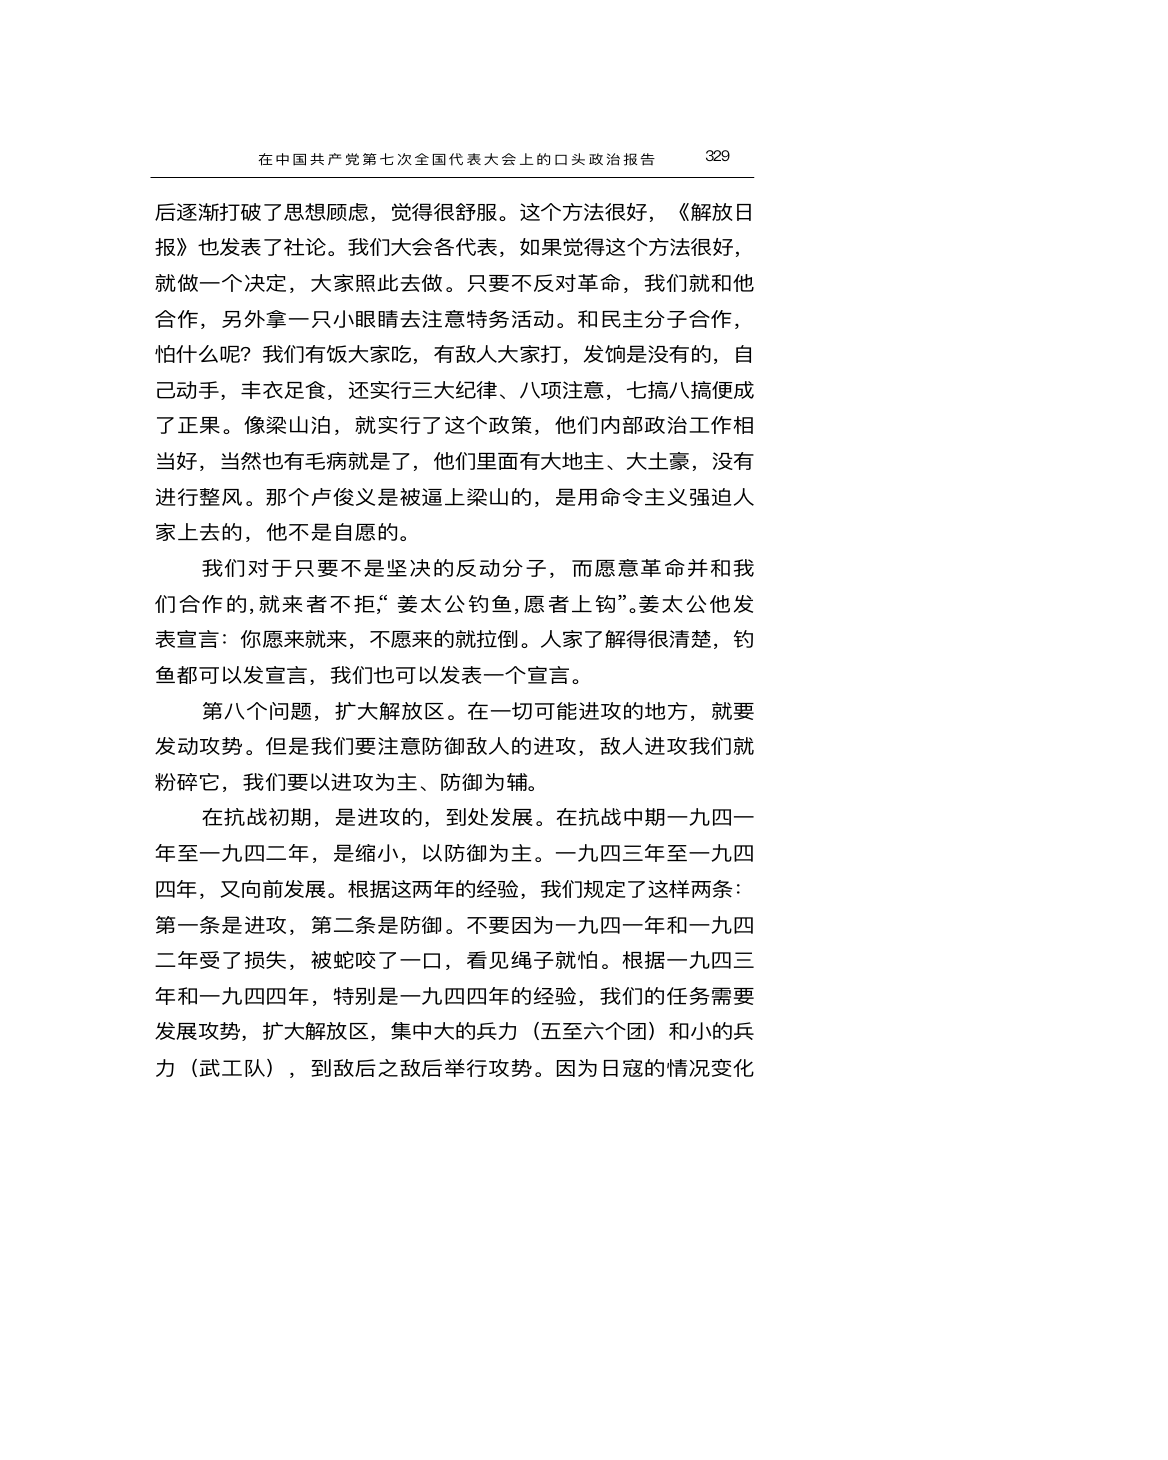 在中国共产党第七次全国代表大会上的口头政治报告 329
后逐渐打破了思想顾虑，觉得很舒服。这个方法很好，《解放日
报》也发表了社论。我们大会各代表，如果觉得这个方法很好，
就做一个决定，大家照此去做。只要不反对革命，我们就和他
合作，另外拿一只小眼睛去注意特务活动。和民主分子合作，
怕什么呢？我们有饭大家吃，有敌人大家打，发饷是没有的，自
己动手，丰衣足食，还实行三大纪律、八项注意，七搞八搞便成
了正果。像梁山泊，就实行了这个政策，他们内部政治工作相
当好，当然也有毛病就是了，他们里面有大地主、大土豪，没有
进行整风。那个卢俊义是被逼上梁山的，是用命令主义强迫人
家上去的，他不是自愿的。
我们对于只要不是坚决的反动分子，而愿意革命并和我
们合作的，就来者不拒，“姜太公钓鱼，愿者上钩”。姜太公他发
表宣言：你愿来就来，不愿来的就拉倒。人家了解得很清楚，钓
鱼都可以发宣言，我们也可以发表一个宣言。
第八个问题，扩大解放区。在一切可能进攻的地方，就要
发动攻势。但是我们要注意防御敌人的进攻，敌人进攻我们就
粉碎它，我们要以进攻为主、防御为辅。
在抗战初期，是进攻的，到处发展。在抗战中期一九四一
年至一九四二年，是缩小，以防御为主。一九四三年至一九四
四年，又向前发展。根据这两年的经验，我们规定了这样两条：
第一条是进攻，第二条是防御。不要因为一九四一年和一九四
二年受了损失，被蛇咬了一口，看见绳子就怕。根据一九四三
年和一九四四年，特别是一九四四年的经验，我们的任务需要
发展攻势，扩大解放区，集中大的兵力（五至六个团）和小的兵
力（武工队），到敌后之敌后举行攻势。因为日寇的情况变化